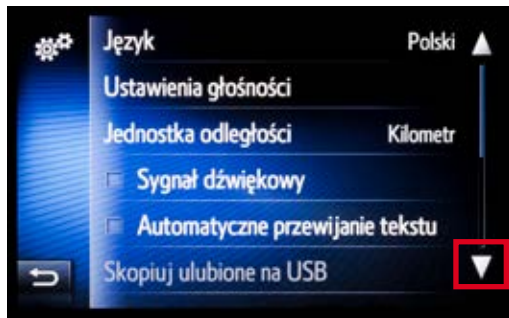 Język Polski
Ustawienia głośności
Jednostka odległości Kilometr
Sygnał dźwiękowy
Automatyczne przewijanie tekstu
Skopiuj ulubione na USB